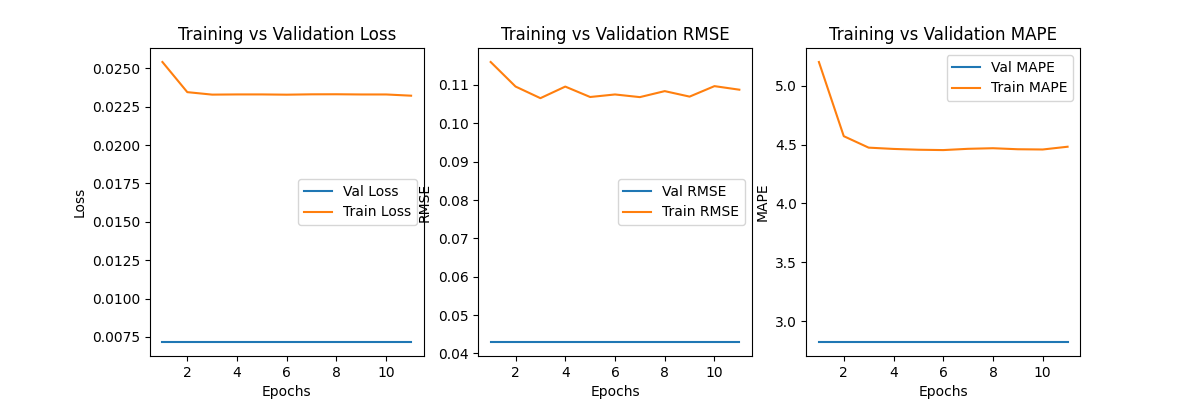 Training vs Validation Loss
0.0250
0.0225
0.0200
0.0175
0.0150
0.0125
0.0100
0.0075
Loss
2 4 6 8 10
Epochs
Val Loss
Train Loss
Training vs Validation RMSE
0.11
0.10
0.09
0.08
0.07
0.06
0.05
0.04
RMSE
2 4 6 8 10
Epochs
Val RMSE
Train RMSE
Training vs Validation MAPE
5.0
4.5
4.0
3.5
3.0
MAPE
2 4 6 8 10
Epochs
Val MAPE
Train MAPE